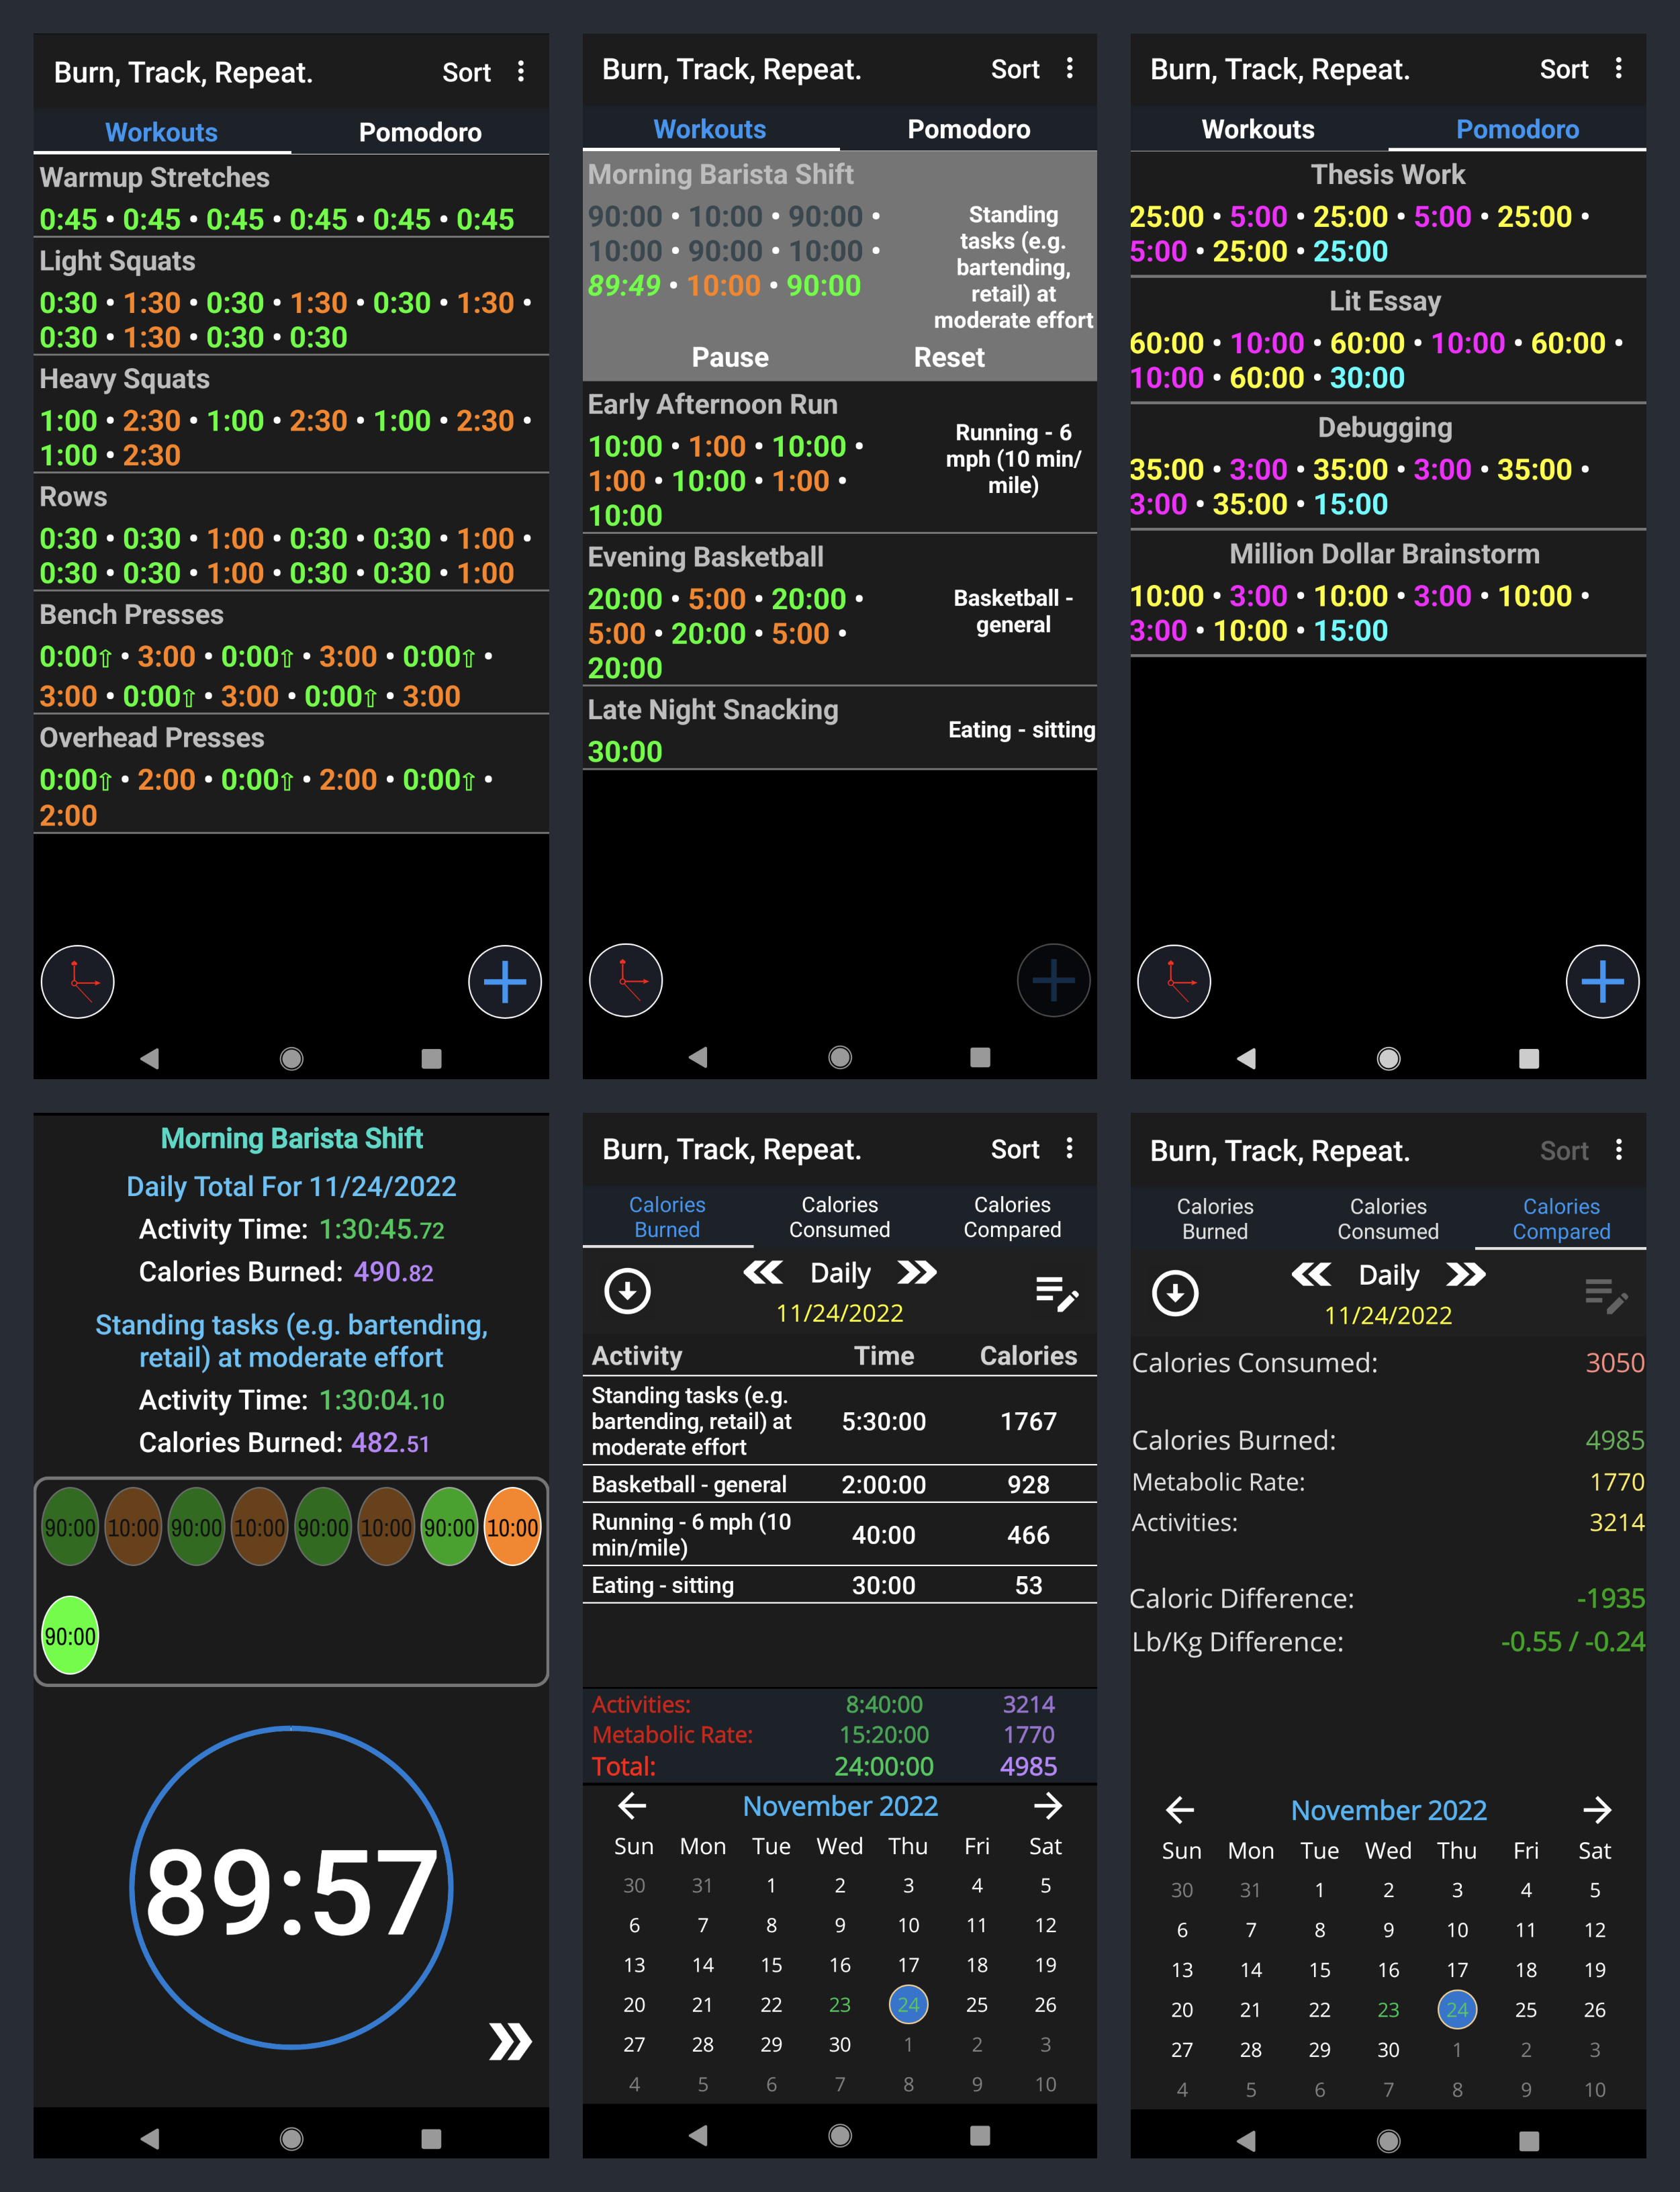 Burn, Track, Repeat. Sort
Workouts Pomodoro
Warmup Stretches
0:45 • 0:45 • 0:45 • 0:45 • 0:45 • 0:45
Light Squats
0:30 • 1:30 • 0:30 • 1:30 • 0:30 • 1:30 •
0:30 • 1:30 • 0:30 • 0:30
Heavy Squats
1:00 • 2:30 • 1:00 • 2:30 • 1:00 • 2:30 •
1:00 • 2:30
Rows
0:30 • 0:30 • 1:00 • 0:30 • 0:30 • 1:00 •
0:30 • 0:30 • 1:00 • 0:30 • 0:30 • 1:00
Bench Presses
0:00⇧ • 3:00 • 0:00⇧ • 3:00 • 0:00⇧ •
3:00 • 0:00⇧ • 3:00 • 0:00⇧ • 3:00
Overhead Presses
0:00⇧ • 2:00 • 0:00⇧ • 2:00 • 0:00⇧ •
2:00
Burn, Track, Repeat. Sort
Workouts Pomodoro
Morning Barista Shift
90:00 • 10:00 • 90:00 •
10:00 • 90:00 • 10:00 •
89:49 • 10:00 • 90:00
Standing
tasks (e.g.
bartending,
retail) at
moderate effort
Pause Reset
Early Afternoon Run
10:00 • 1:00 • 10:00 •
1:00 • 10:00 • 1:00 •
10:00
Running - 6
mph (10 min/
mile)
Evening Basketball
20:00 • 5:00 • 20:00 •
5:00 • 20:00 • 5:00 •
20:00
Basketball -
general
Late Night Snacking
30:00
Eating - sitting
Burn, Track, Repeat. Sort
Workouts Pomodoro
Thesis Work
25:00 • 5:00 • 25:00 • 5:00 • 25:00 •
5:00 • 25:00 • 25:00
Lit Essay
60:00 • 10:00 • 60:00 • 10:00 • 60:00 •
10:00 • 60:00 • 30:00
Debugging
35:00 • 3:00 • 35:00 • 3:00 • 35:00 •
3:00 • 35:00 • 15:00
Million Dollar Brainstorm
10:00 • 3:00 • 10:00 • 3:00 • 10:00 •
3:00 • 10:00 • 15:00
Morning Barista Shift
Daily Total For 11/24/2022
Activity Time: 1:30:45.72
Calories Burned: 490.82
Standing tasks (e.g. bartending,
retail) at moderate effort
Activity Time: 1:30:04.10
Calories Burned: 482.51
90:00 10:00 90:00 10:00 90:00 10:00 90:00 10:00
90:00
89:57
Burn, Track, Repeat. Sort
Calories
Burned
Calories
Consumed
Calories
Compared
Daily
11/24/2022
Activity Time Calories
Standing tasks (e.g.
bartending, retail) at
moderate effort
5:30:00 1767
Basketball - general 2:00:00 928
Running - 6 mph (10
min/mile)
40:00 466
Eating - sitting 30:00 53
Activities: 8:40:00 3214
Metabolic Rate: 15:20:00 1770
Total: 24:00:00 4985
November 2022
Sun Mon Tue Wed Thu Fri Sat
30 31 1 2 3 4 5
6 7 8 9 10 11 12
13 14 15 16 17 18 19
20 21 22 23 24 25 26
27 28 29 30 1 2 3
4 5 6 7 8 9 10
Burn, Track, Repeat. Sort
Calories
Burned
Calories
Consumed
Calories
Compared
Daily
11/24/2022
Calories Consumed: 3050
Calories Burned: 4985
Metabolic Rate: 1770
Activities: 3214
Caloric Difference: -1935
Lb/Kg Difference: -0.55 / -0.24
November 2022
Sun Mon Tue Wed Thu Fri Sat
30 31 1 2 3 4 5
6 7 8 9 10 11 12
13 14 15 16 17 18 19
20 21 22 23 24 25 26
27 28 29 30 1 2 3
4 5 6 7 8 9 10